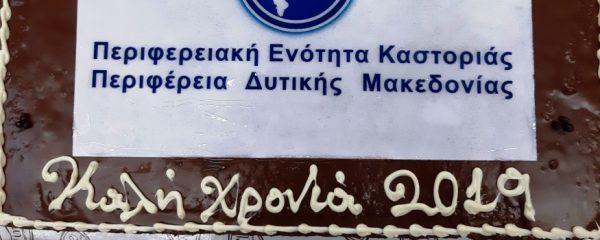 Περιφερειακή Ενότητα Καστοριάς
Περιφέρεια Δυτικής Μακεδονίας
Καλή Χρονιά 2019